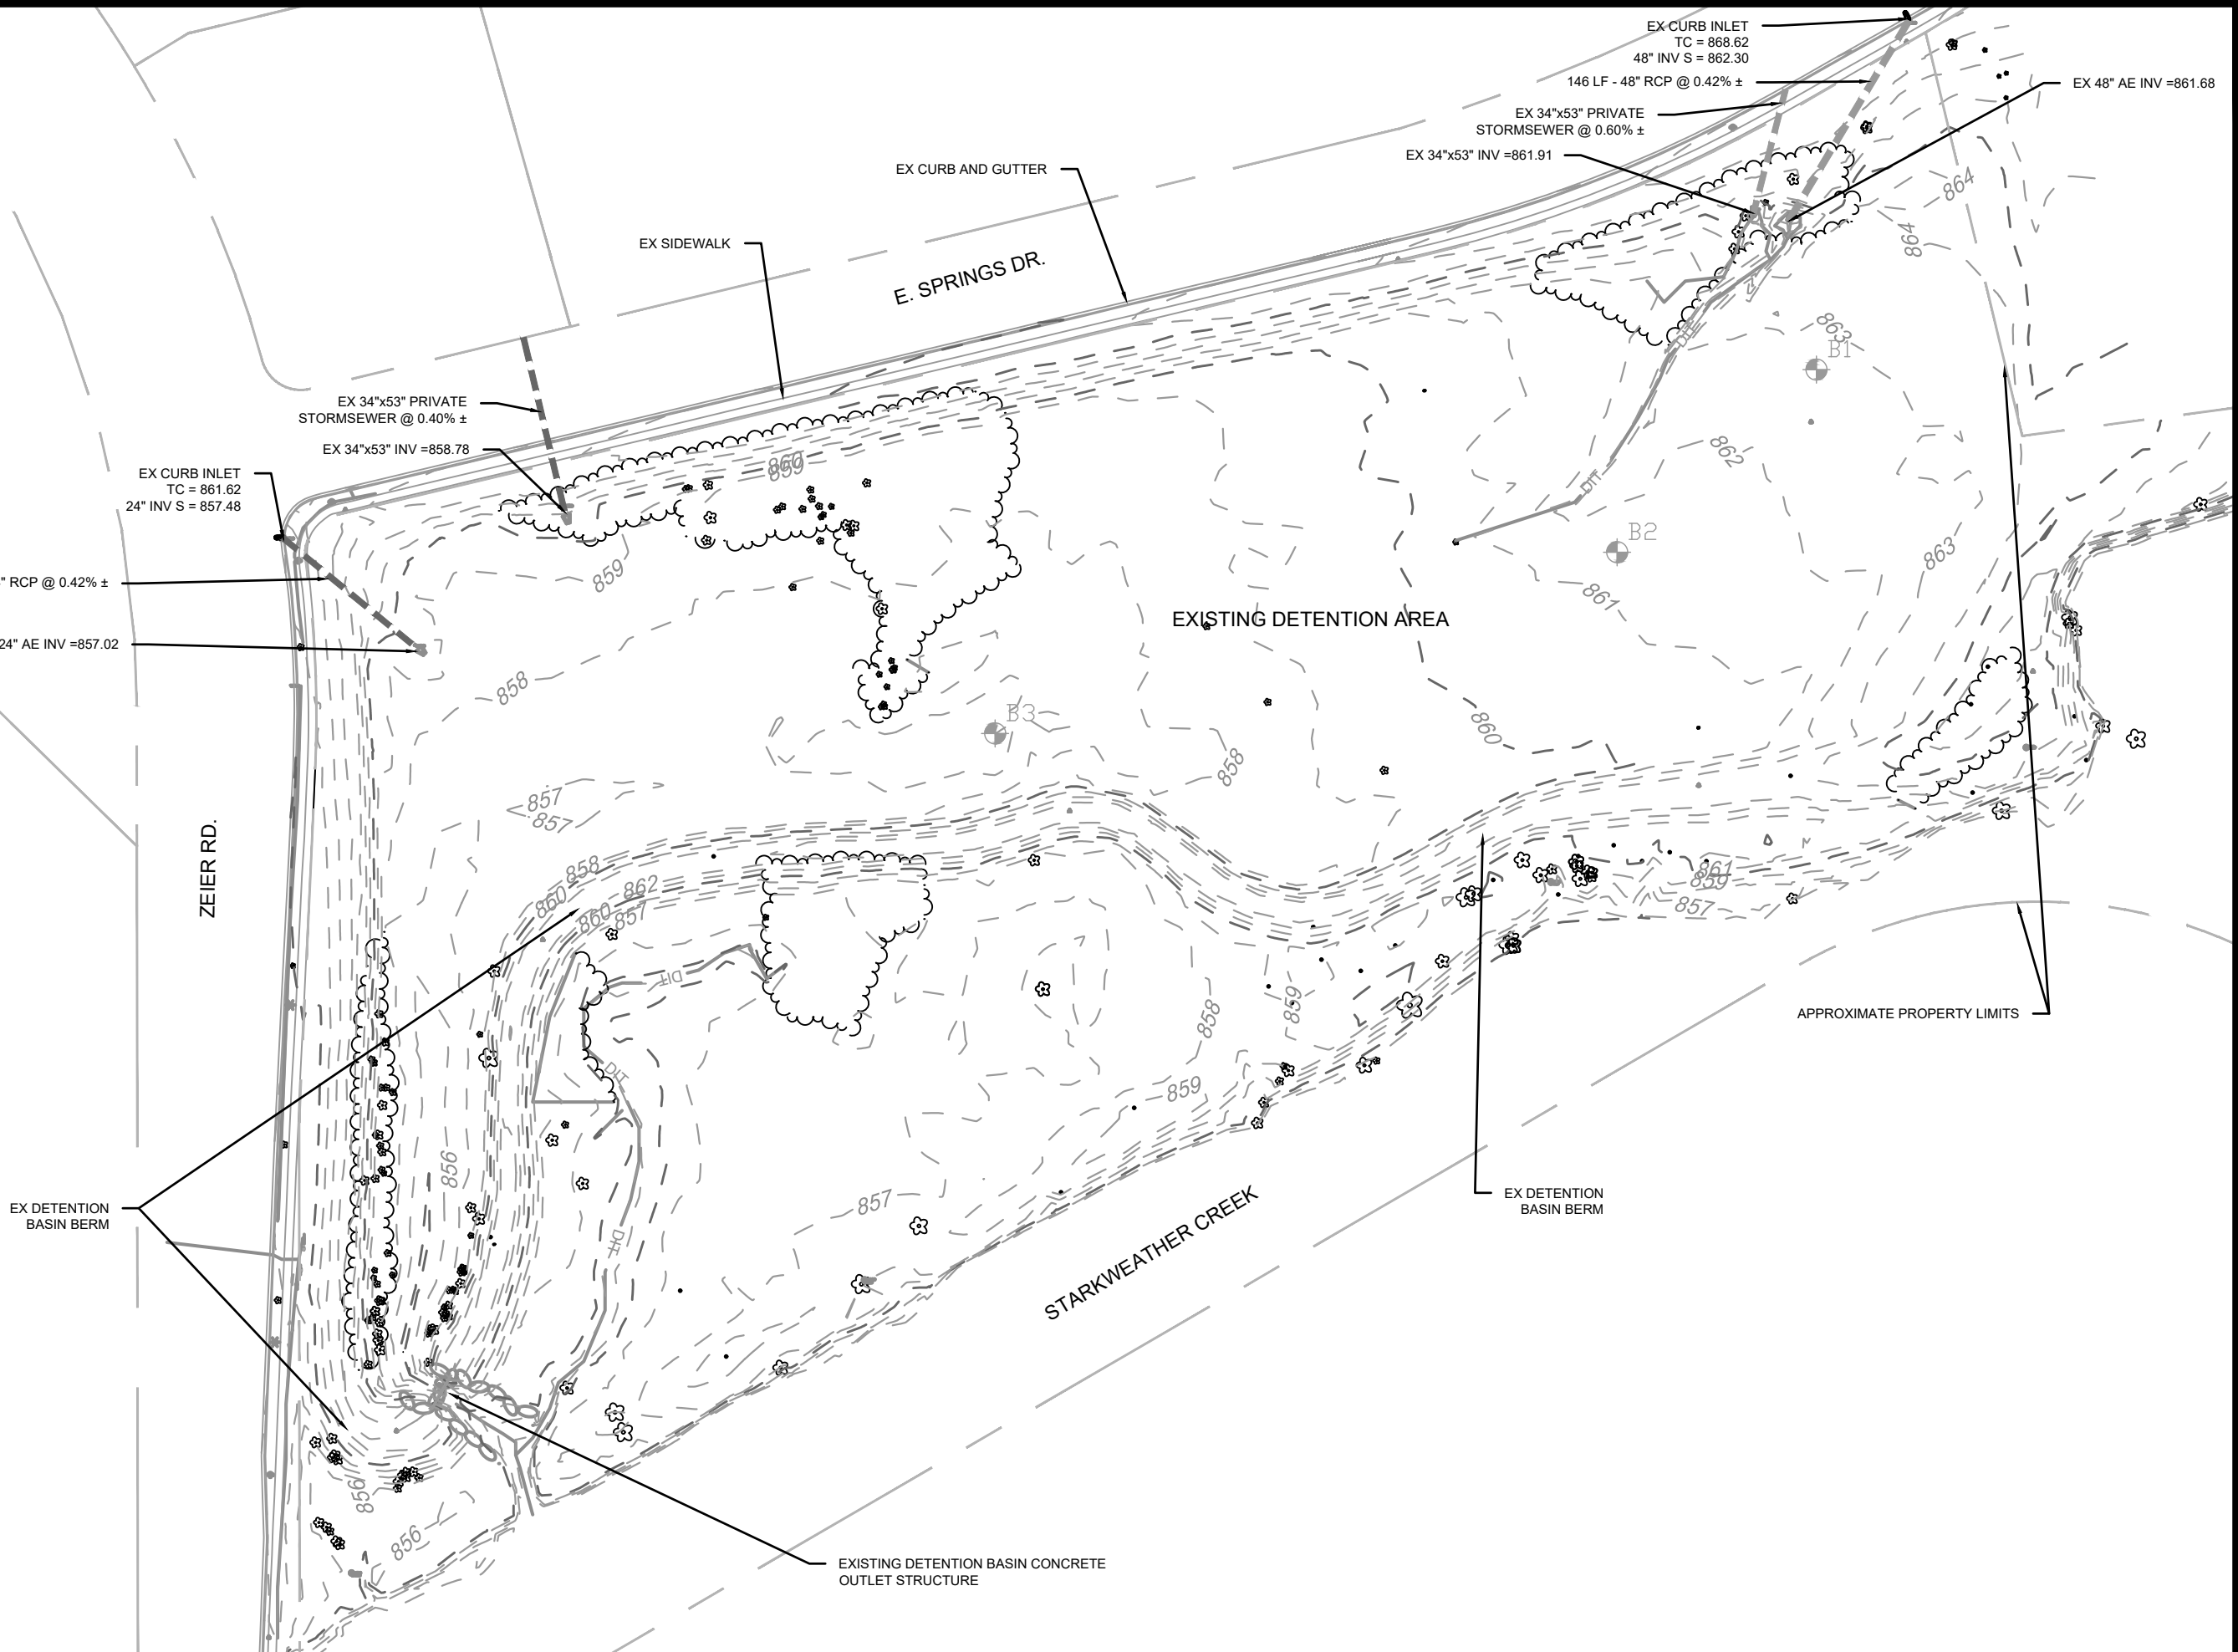 EX CURB INLET
TC = 868.62
48" INV S = 862.30
146 LF - 48" RCP @ 0.42% ±
EX 48" AE INV =861.68
EX 34"x53" PRIVATE
STORMSEWER @ 0.60% ±
EX 34"x53" INV =861.91
EX CURB AND GUTTER
864
864
EX SIDEWALK
E. SPRINGS DR.
863
B1
EX 34"x53" PRIVATE
STORMSEWER @ 0.40% ±
EX 34"x53" INV =858.78
DIT
862
860
859
EX CURB INLET
TC = 861.62
24" INV S = 857.48
DIT
B2
863
859
" RCP @ 0.42% ±
861
EXISTING DETENTION AREA
24" AE INV =857.02
858
B3
860
858
857
857
ZEIER RD.
858
862
860
860
857
861
859
857
DIT
858
859
APPROXIMATE PROPERTY LIMITS
DIT
859
856
857
EX DETENTION
BASIN BERM
EX DETENTION
BASIN BERM
DIT
STARKWEATHER CREEK
856
856
EXISTING DETENTION BASIN CONCRETE
OUTLET STRUCTURE